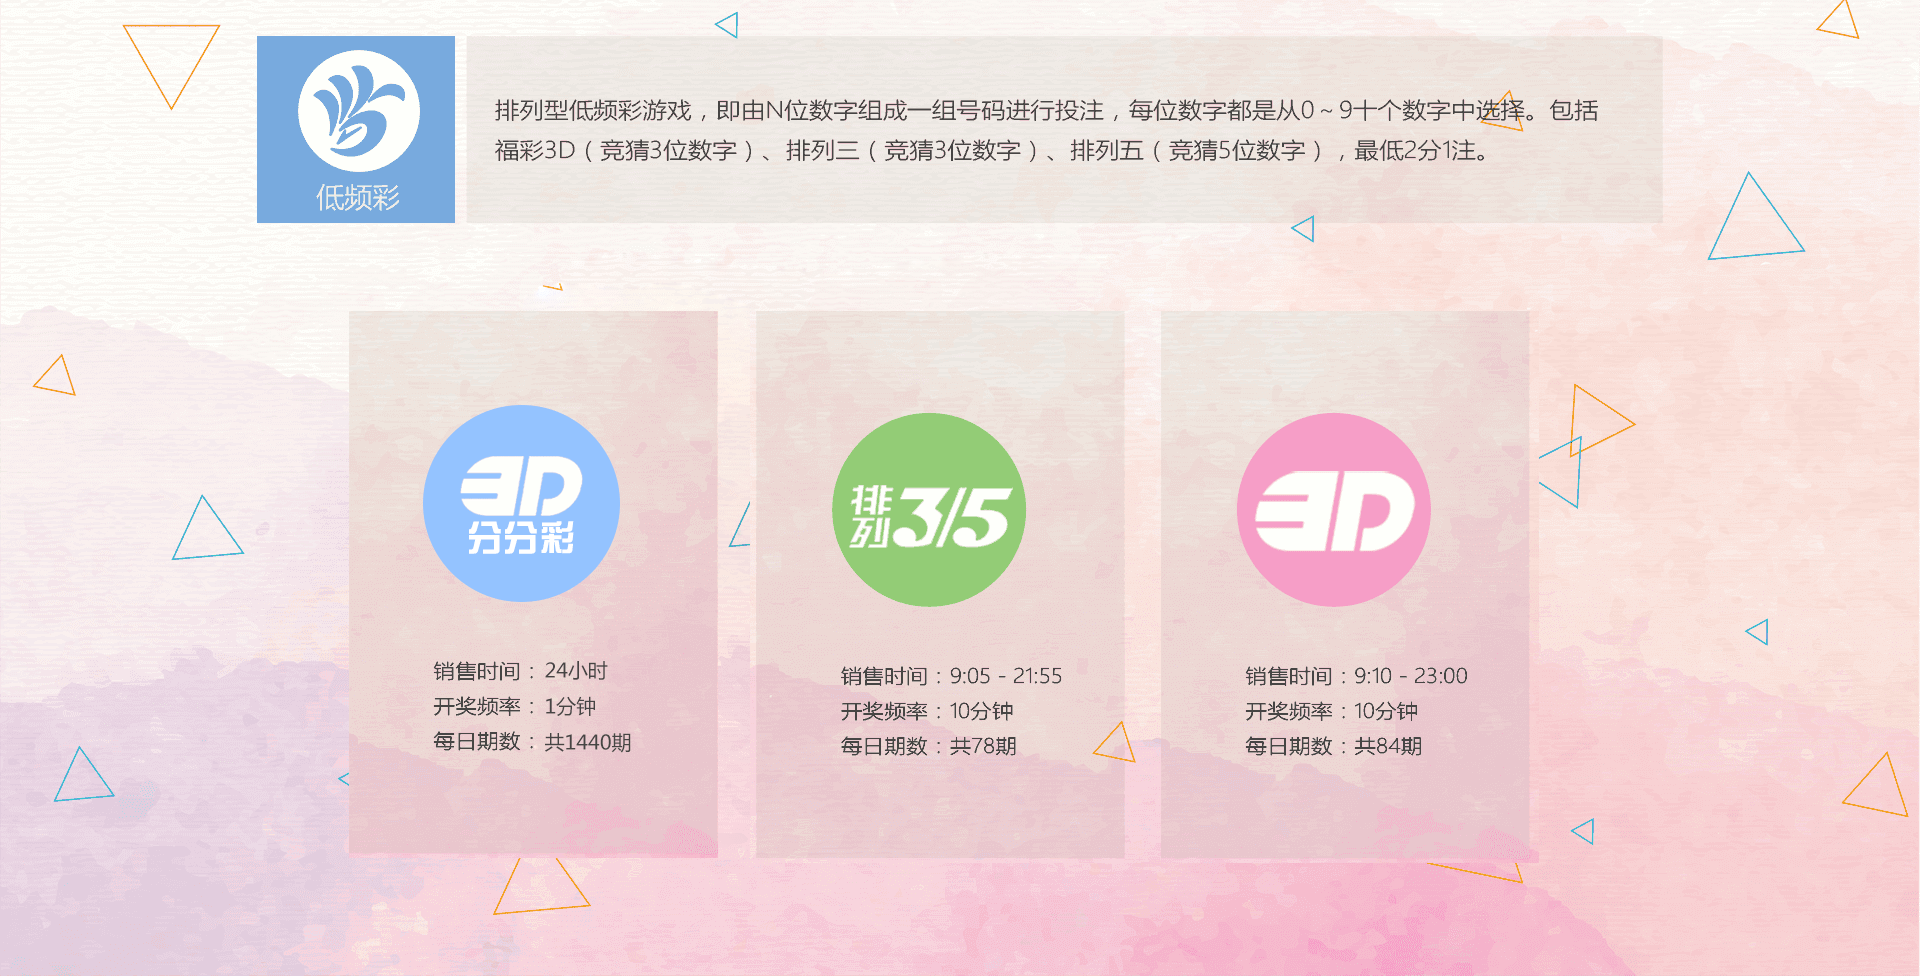 低频彩
排列型低频彩游戏，即由N位数字组成一组号码进行投注，每位数字都是从0～9十个数字中选择。包括
福彩3D（竞猜3位数字）、排列三（竞猜3位数字）、排列五（竞猜5位数字），最低2分1注。
3D
分分彩
销售时间：24小时
开奖频率：1分钟
每日期数：共1440期
排列3/5
销售时间：9:05 - 21:55
开奖频率：10分钟
每日期数：共78期
3D
销售时间：9:10 - 23:00
开奖频率：10分钟
每日期数：共84期